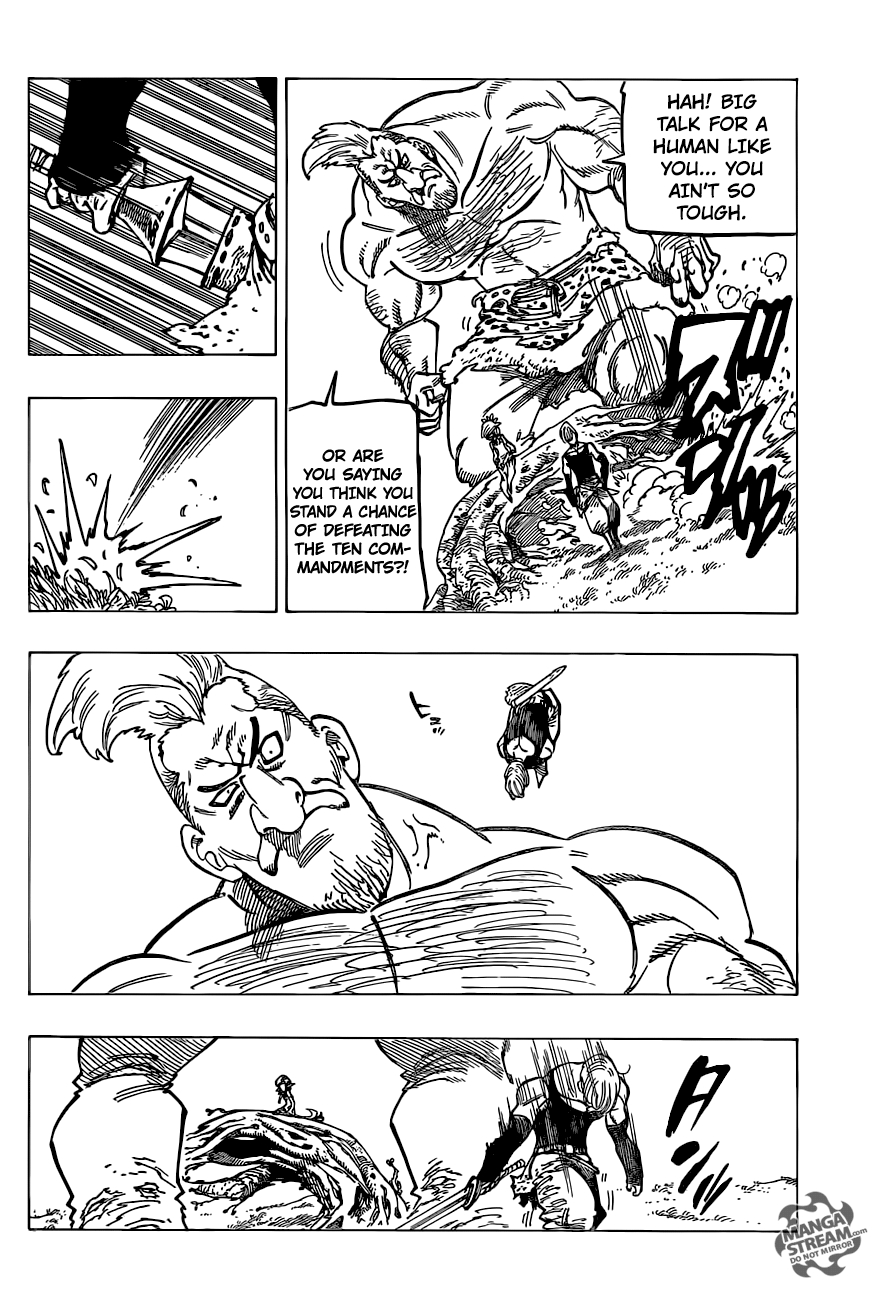 HAH! BIG
TALK FOR A
HUMAN LIKE
YOU... YOU
AIN'T SO
TOUGH.
OR ARE
YOU SAYING
YOU THINK YOU
STAND A CHANCE
OF DEFEATING
THE TEN COM-
MANDMENTS?!
MANGA
STREAM.com
DO NOT MIRROR